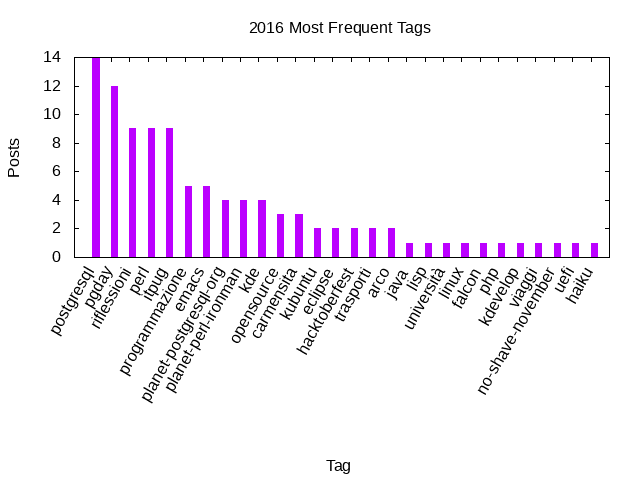 2016 Most Frequent Tags
Posts
14
12
10
8
6
4
2
0
postgresql
pgday
riflessioni
perl
itpug
programmazione
emacs
planet-postgresql-org
planet-perl-ironman
kde
opensource
carmensita
kubuntu
eclipse
hacktoberfest
trasporti
arco
java
lisp
università
linux
falcon
php
kdevelop
viaggi
no-shave-november
uefi
haiku
Tag